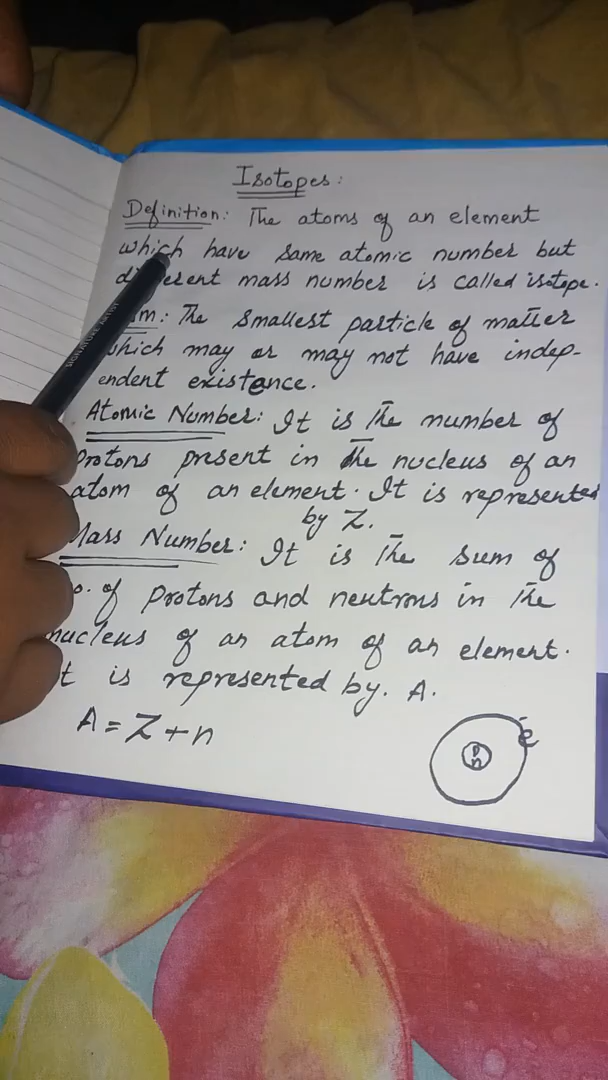 Isotopes:
Definition: The atoms of an element
which have same atomic number but
different mass number is called isotope.
The smallest particle of matter
which may or may not have indep-
endent existance.
Atomic Number: It is the number of
Protons present in the nucleus of an
atom of an element. It is represented
by Z.
Mass Number: It is the sum of
of protons and neutrons in the
nucleus of an atom of an element.
is represented by. A.
A = Z + n
e
p
n